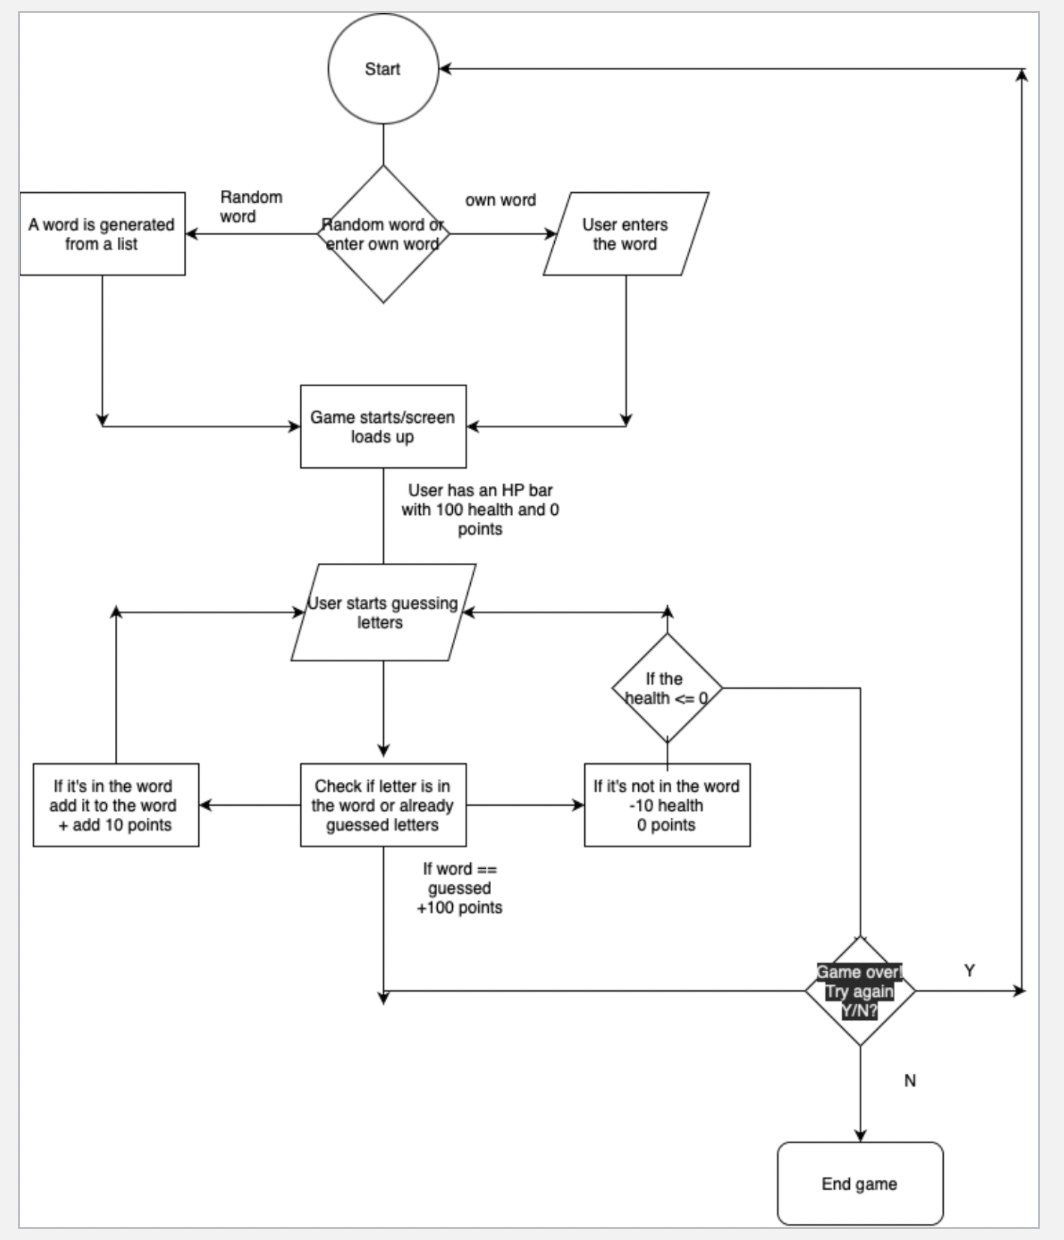 Start
Random
word
own word
A word is generated
from a list
Random word or
enter own word
User enters
the word
Game starts/screen
loads up
User has an HP bar
with 100 health and 0
points
User starts guessing
letters
If the
health <= 0
If it's in the word
add it to the word
+ add 10 points
Check if letter is in
the word or already
guessed letters
If it's not in the word
-10 health
0 points
If word ==
guessed
+100 points
Game over!
Try again
Y/N?
Y
N
End game